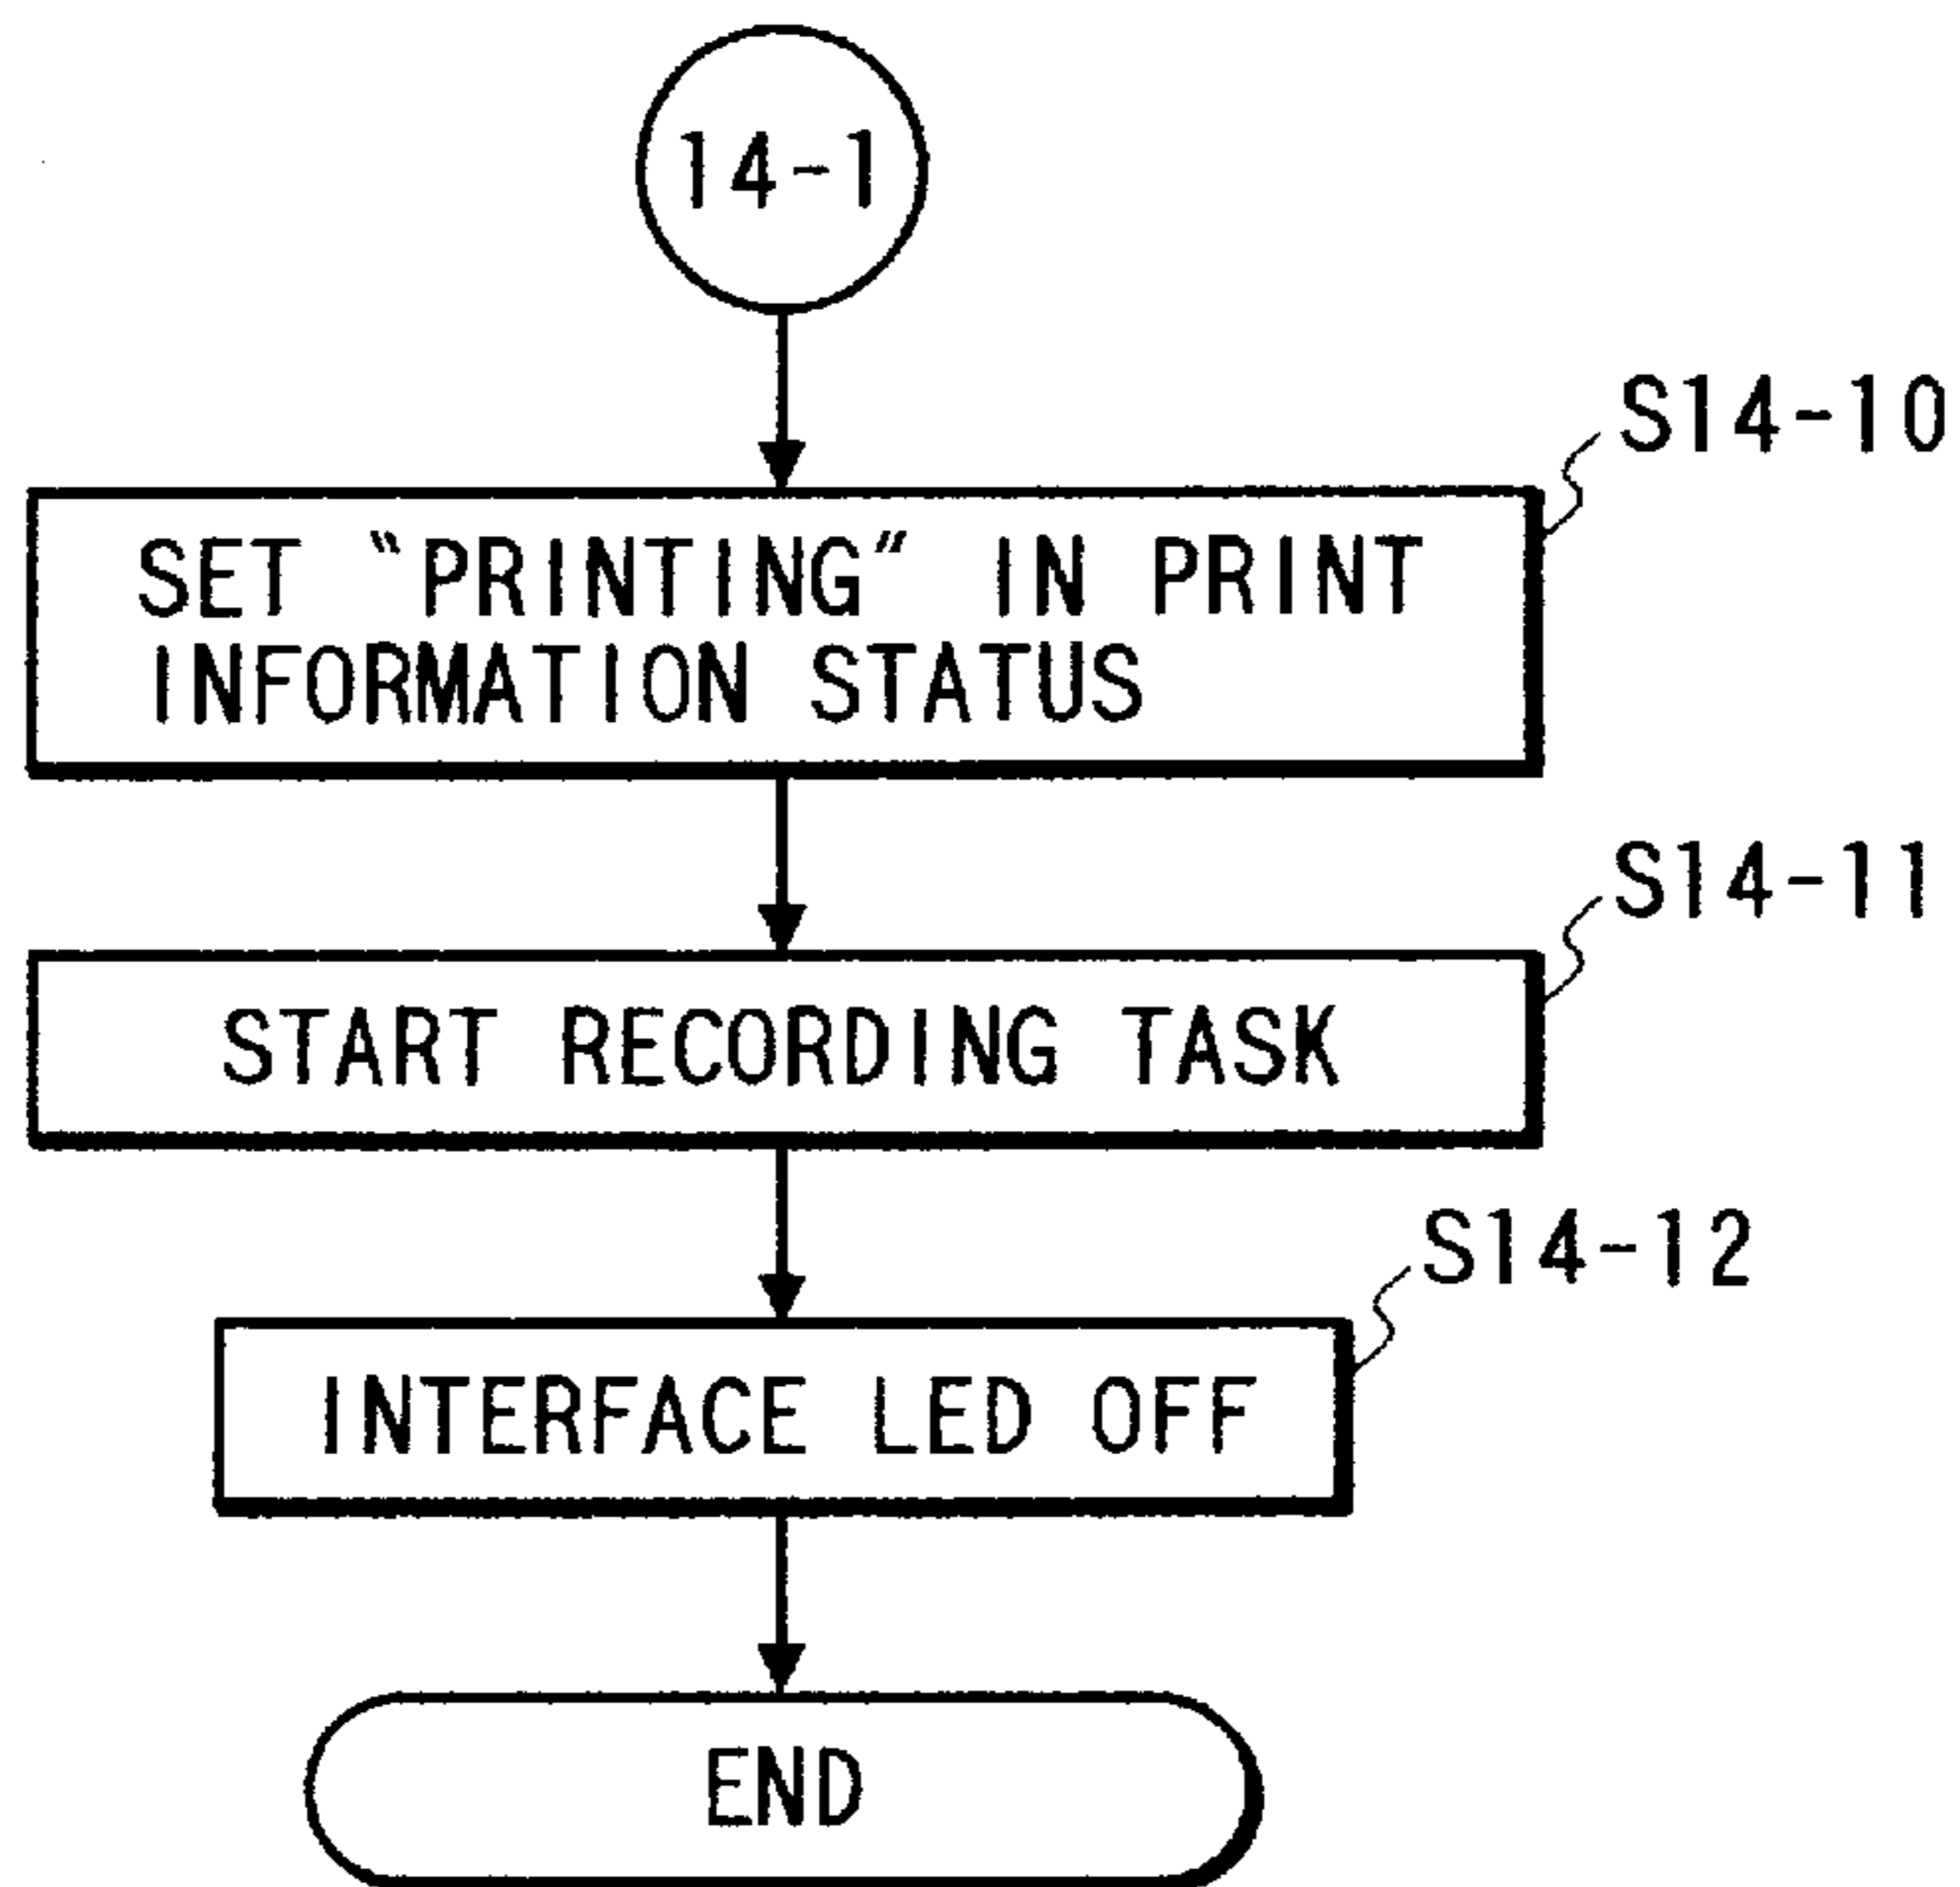 14-1
S14-10
SET “PRINTING” IN PRINT
INFORMATION STATUS
S14-11
START RECORDING TASK
S14-12
INTERFACE LED OFF
END